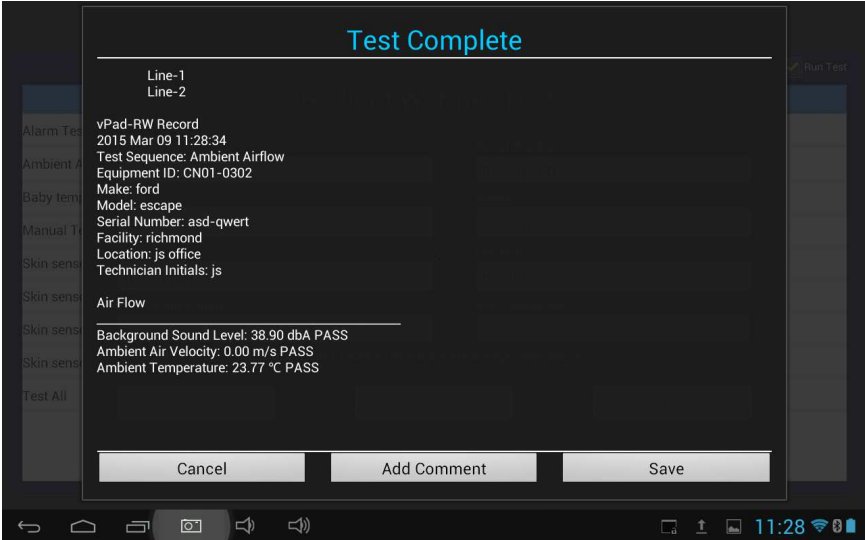 Test Complete
Run Test
Line-1
Line-2
vPad-RW Record
2015 Mar 09 11:28:34
Test Sequence: Ambient Airflow
Equipment ID: CN01-0302
Make: ford
Model: escape
Serial Number: asd-qwert
Facility: richmond
Location: js office
Technician Initials: js
Air Flow
Background Sound Level: 38.90 dbA PASS
Ambient Air Velocity: 0.00 m/s PASS
Ambient Temperature: 23.77 °C PASS
Alarm Tes
Ambient A
Baby temp
Manual Te
Skin sens
Skin sens
Skin sens
Skin sens
Test All
Cancel
Add Comment
Save
11:28